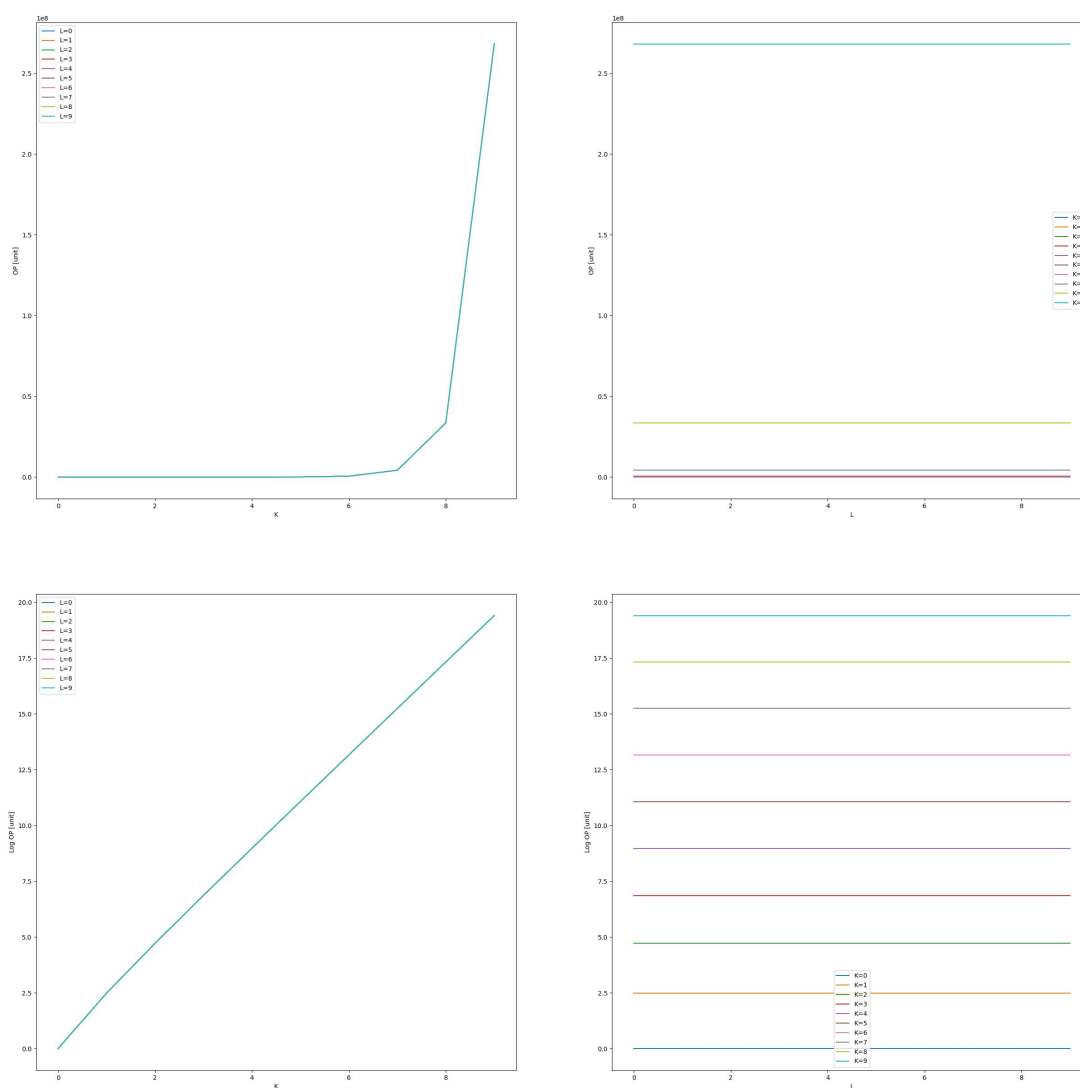 1e8
L=0
L=1
L=2
L=3
L=4
L=5
L=6
L=7
L=8
L=9
2.5
2.0
1.5
1.0
0.5
0.0
OP [unit]
0 2 4 6 8
K
1e8
2.5
2.0
1.5
1.0
0.5
0.0
OP [unit]
K=
K=
K=
K=
K=
K=
K=
K=
K=
K=
0 2 4 6 8
L
L=0
L=1
L=2
L=3
L=4
L=5
L=6
L=7
L=8
L=9
20.0
17.5
15.0
12.5
10.0
7.5
5.0
2.5
0.0
Log OP [unit]
0 2 4 6 8
K
20.0
17.5
15.0
12.5
10.0
7.5
5.0
2.5
0.0
Log OP [unit]
K=0
K=1
K=2
K=3
K=4
K=5
K=6
K=7
K=8
K=9
0 2 4 6 8
L